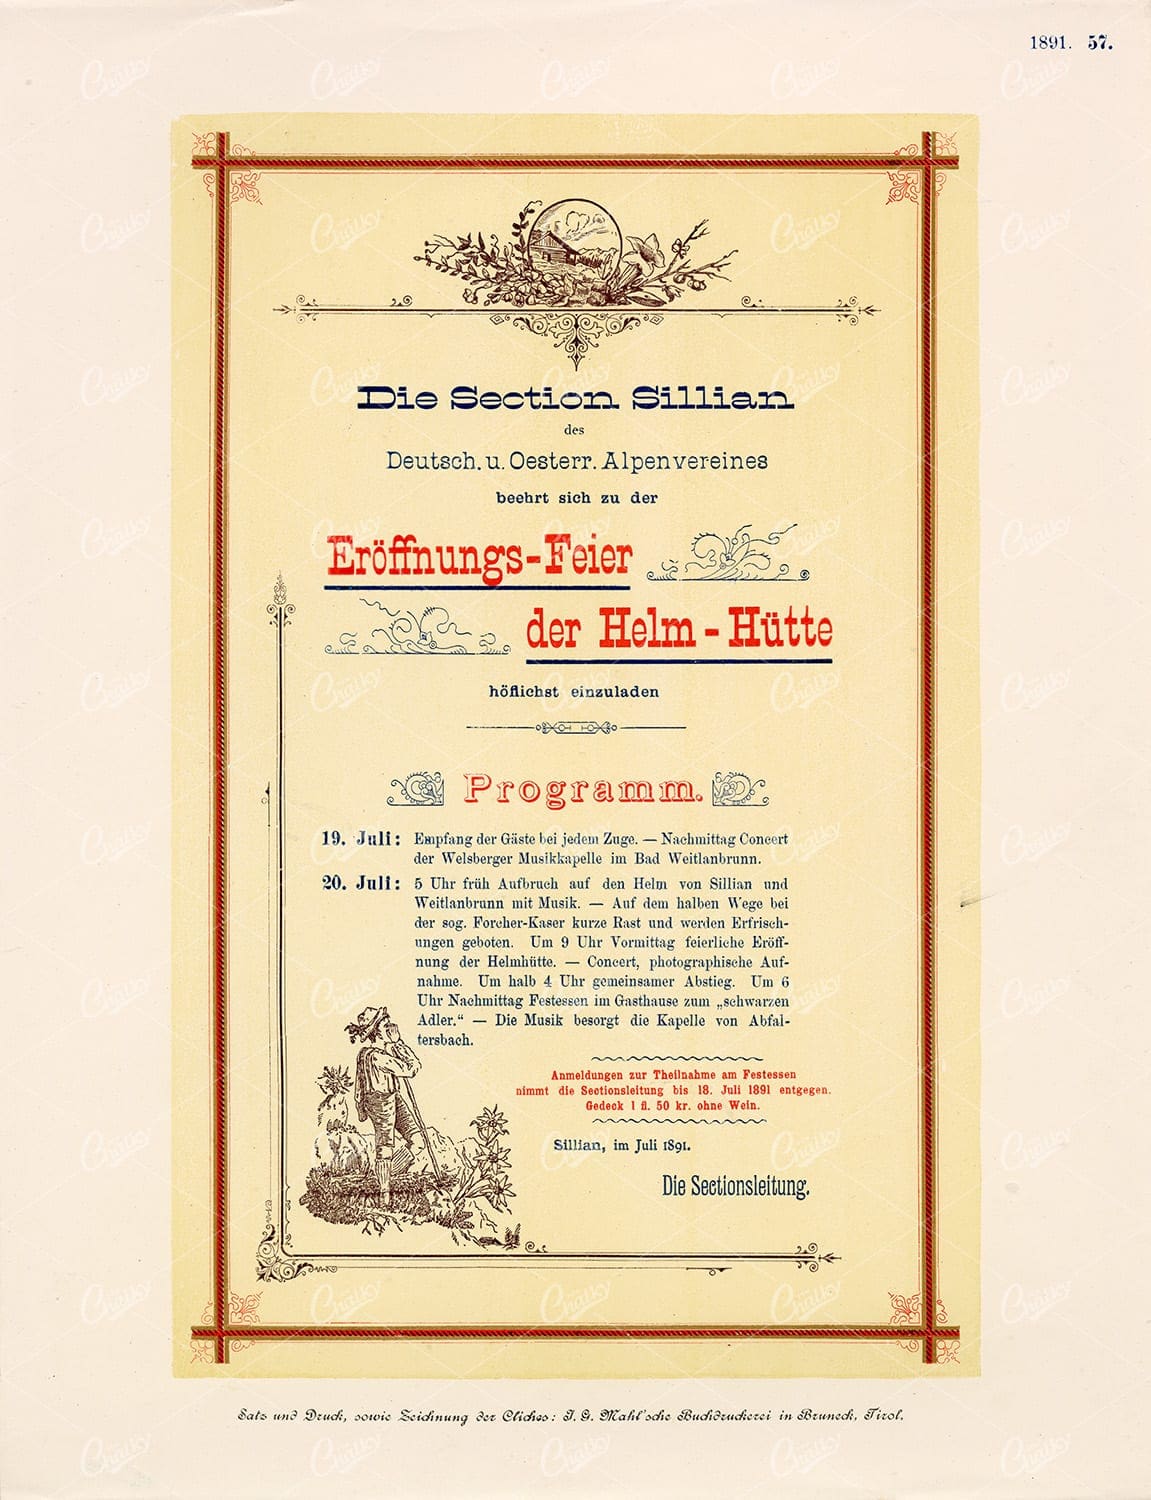 1891. 57.
Die Section Sillian
des
Deutsch. u. Oesterr. Alpenvereines
beehrt sich zu der
Eröffnungs-Feier
der Helm-Hütte
höflichst einzuladen
Programm.
19. Juli: Empfang der Gäste bei jedem Zuge. — Nachmittag Concert
der Welsberger Musikkapelle im Bad Weitlanbrunn.
20. Juli: 5 Uhr früh Aufbruch auf den Helm von Sillian und
Weitlanbrunn mit Musik. — Auf dem halben Wege bei
der sog. Forcher-Kaser kurze Rast und werden Erfrisch-
ungen geboten. Um 9 Uhr Vormittag feierliche Eröff-
nung der Helmhütte. — Concert, photographische Auf-
nahme. Um halb 4 Uhr gemeinsamer Abstieg. Um 6
Uhr Nachmittag Festessen im Gasthause zum „schwarzen
Adler.“ — Die Musik besorgt die Kapelle von Abfal-
tersbach.
Anmeldungen zur Theilnahme am Festessen
nimmt die Sectionsleitung bis 18. Juli 1891 entgegen.
Gedeck 1 fl. 50 kr. ohne Wein.
Sillian, im Juli 1891.
Die Sectionsleitung.
Satz und Druck, sowie Zeichnung der Cliches: J. G. Mahl'sche Buchdruckerei in Bruneck, Tirol.
Chalky